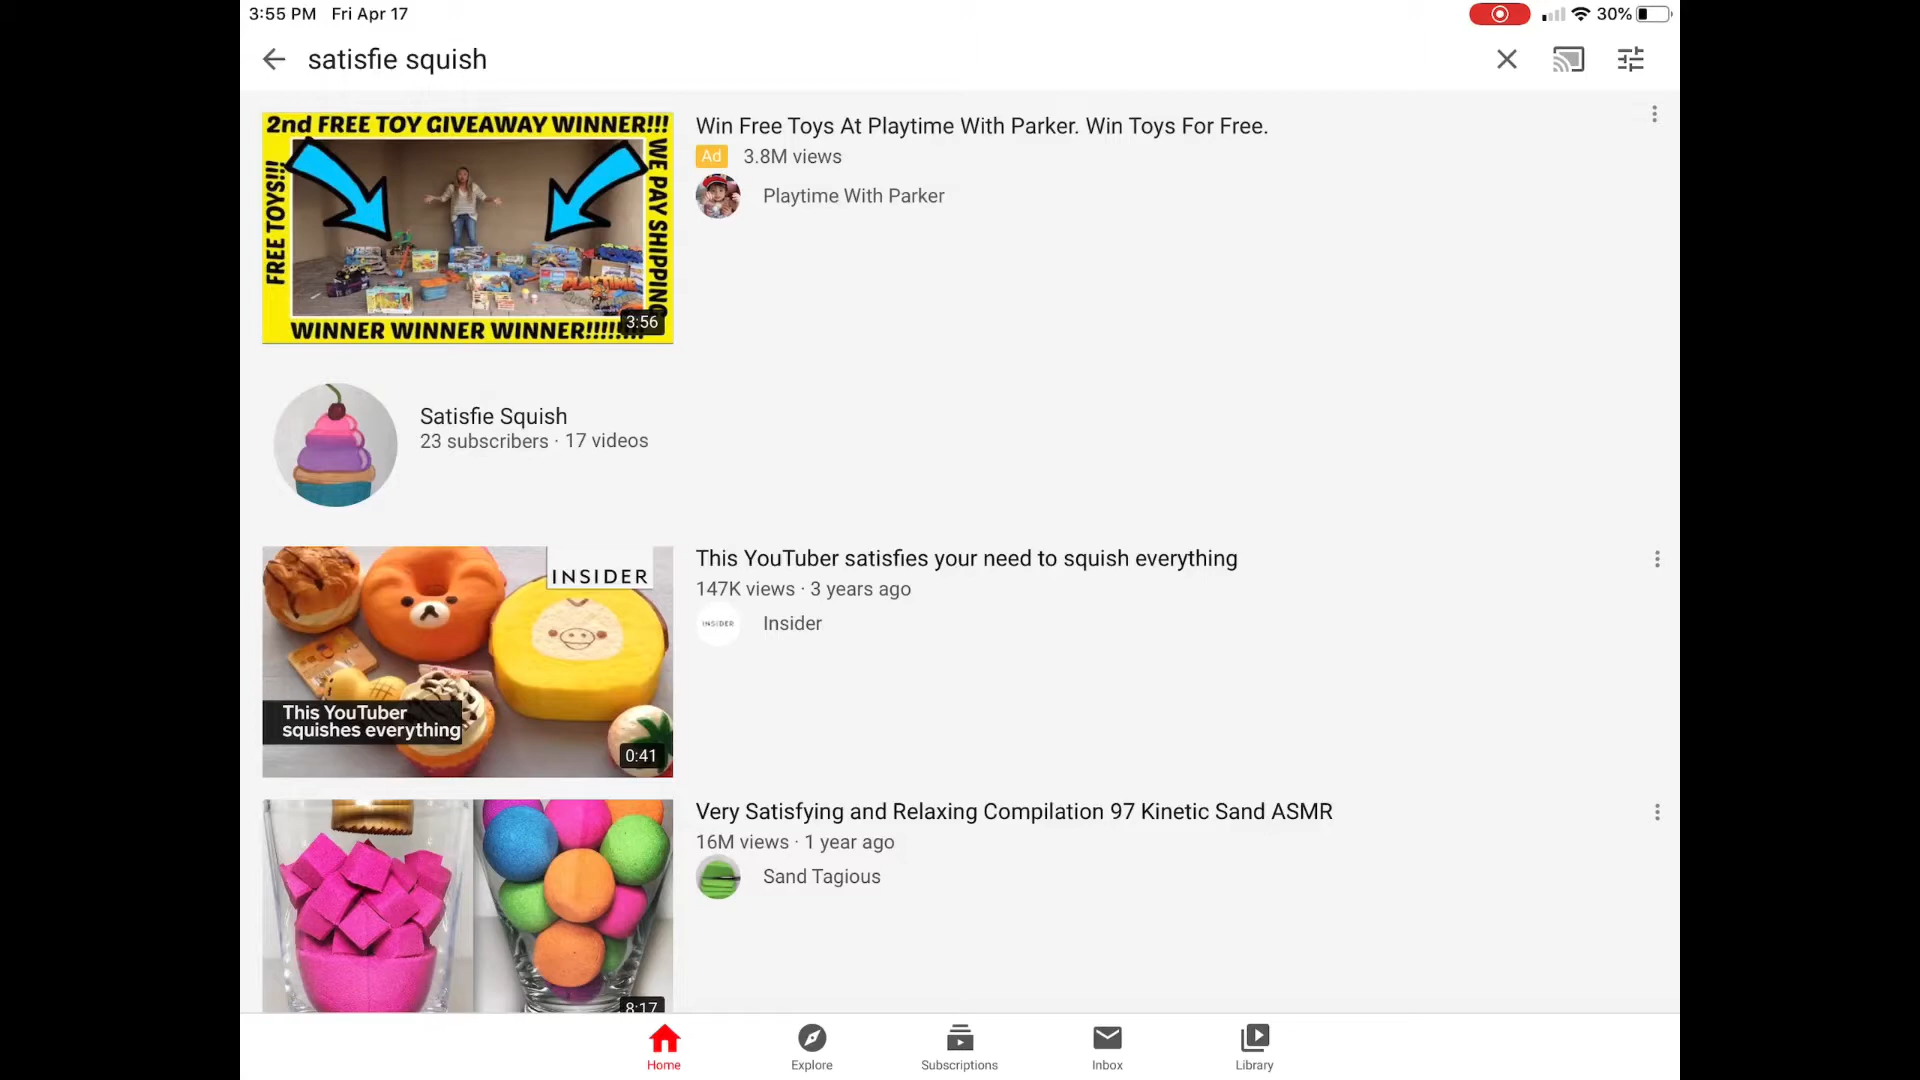 3:55 PM Fri Apr 17
30%
satisfie squish
2nd FREE TOY GIVEAWAY WINNER!!!
FREE TOYS!!!
WE PAY SHIPPING
PLAYTIME
WINNER WINNER WINNER!!!!!!!!
3:56
Win Free Toys At Playtime With Parker. Win Toys For Free.
Ad 3.8M views
Playtime With Parker
Satisfie Squish
23 subscribers · 17 videos
INSIDER
This YouTuber
squishes everything
0:41
This YouTuber satisfies your need to squish everything
147K views · 3 years ago
INSIDER
Insider
8:17
Very Satisfying and Relaxing Compilation 97 Kinetic Sand ASMR
16M views · 1 year ago
Sand Tagious
Home
Explore
Subscriptions
Inbox
Library